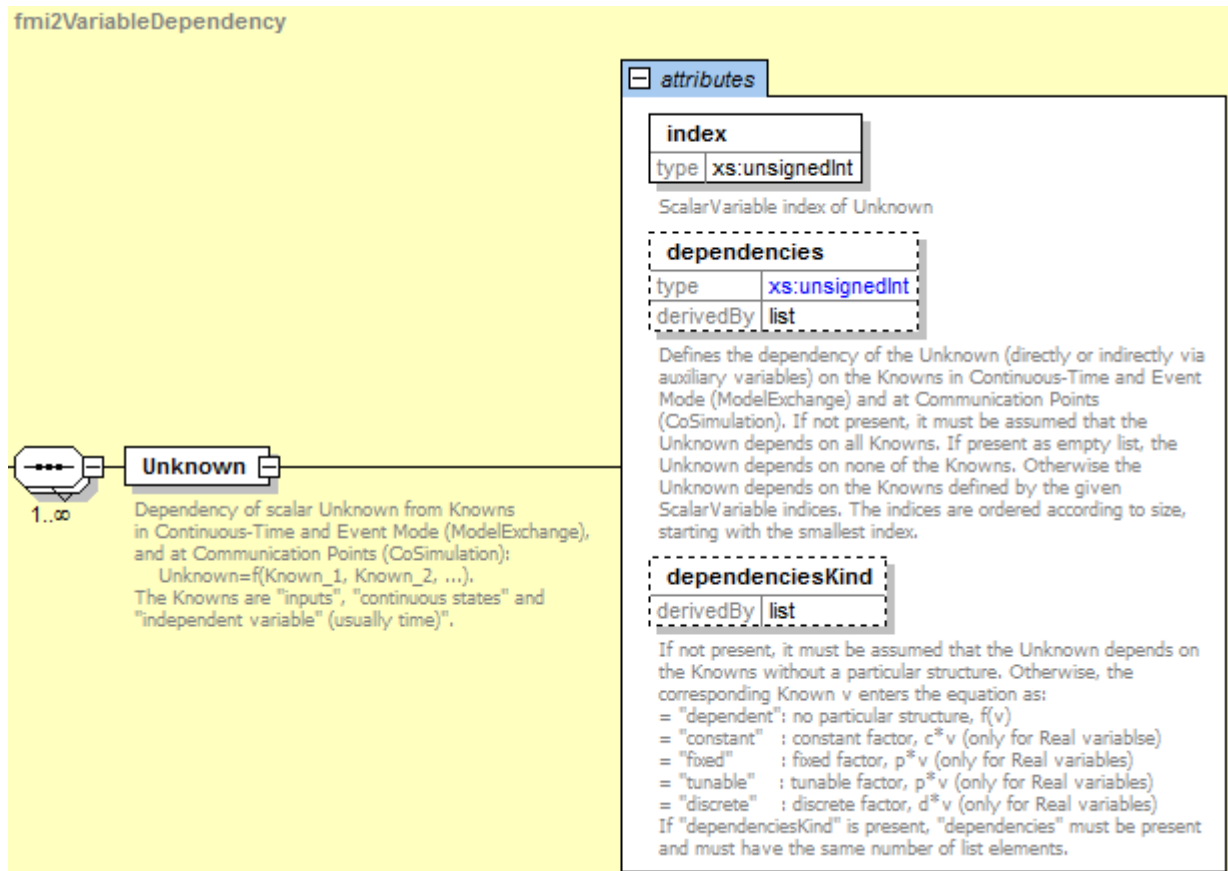 fmi2VariableDependency
attributes
index
type xs:unsignedInt
ScalarVariable index of Unknown
dependencies
type xs:unsignedInt
derivedBy list
Defines the dependency of the Unknown (directly or indirectly via
auxiliary variables) on the Knowns in Continuous-Time and Event
Mode (ModelExchange) and at Communication Points
(CoSimulation). If not present, it must be assumed that the
Unknown depends on all Knowns. If present as empty list, the
Unknown depends on none of the Knowns. Otherwise the
Unknown depends on the Knowns defined by the given
ScalarVariable indices. The indices are ordered according to size,
starting with the smallest index.
Unknown
1..∞
Dependency of scalar Unknown from Knowns
in Continuous-Time and Event Mode (ModelExchange),
and at Communication Points (CoSimulation):
Unknown=f(Known_1, Known_2, ...).
The Knowns are "inputs", "continuous states" and
"independent variable" (usually time)".
dependenciesKind
derivedBy list
If not present, it must be assumed that the Unknown depends on
the Knowns without a particular structure. Otherwise, the
corresponding Known v enters the equation as:
= "dependent": no particular structure, f(v)
= "constant" : constant factor, c*v (only for Real variablse)
= "fixed" : fixed factor, p*v (only for Real variables)
= "tunable" : tunable factor, p*v (only for Real variables)
= "discrete" : discrete factor, d*v (only for Real variables)
If "dependenciesKind" is present, "dependencies" must be present
and must have the same number of list elements.